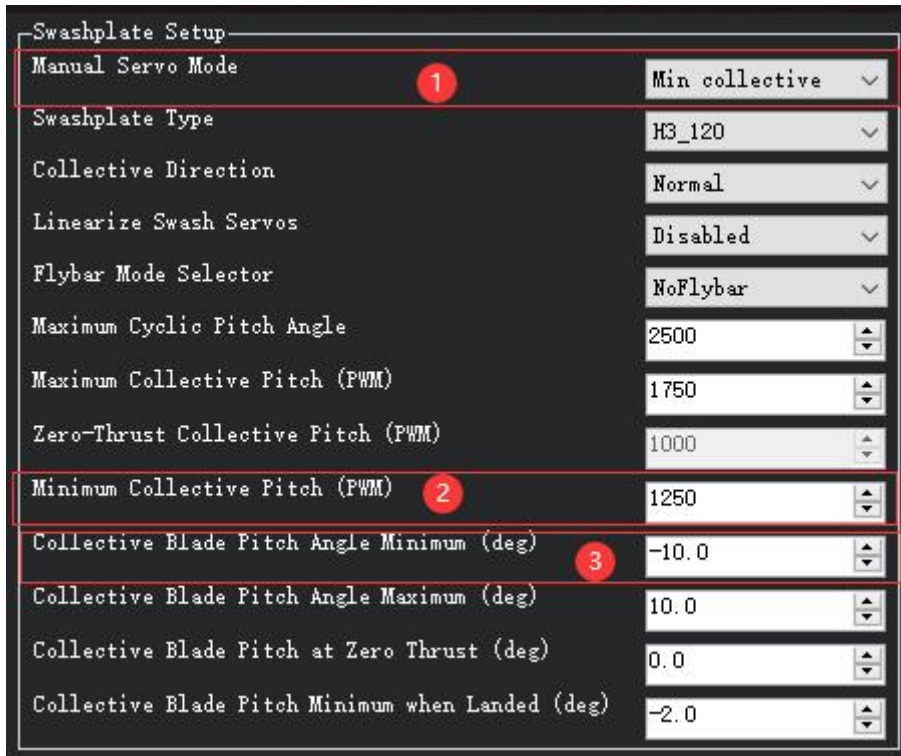 Swashplate Setup
Manual Servo Mode 1 Min collective
Swashplate Type H3_120
Collective Direction Normal
Linearize Swash Servos Disabled
Flybar Mode Selector NoFlybar
Maximum Cyclic Pitch Angle 2500
Maximum Collective Pitch (PWM) 1750
Zero-Thrust Collective Pitch (PWM) 1000
Minimum Collective Pitch (PWM) 2 1250
Collective Blade Pitch Angle Minimum (deg) 3 -10.0
Collective Blade Pitch Angle Maximum (deg) 10.0
Collective Blade Pitch at Zero Thrust (deg) 0.0
Collective Blade Pitch Minimum when Landed (deg) -2.0